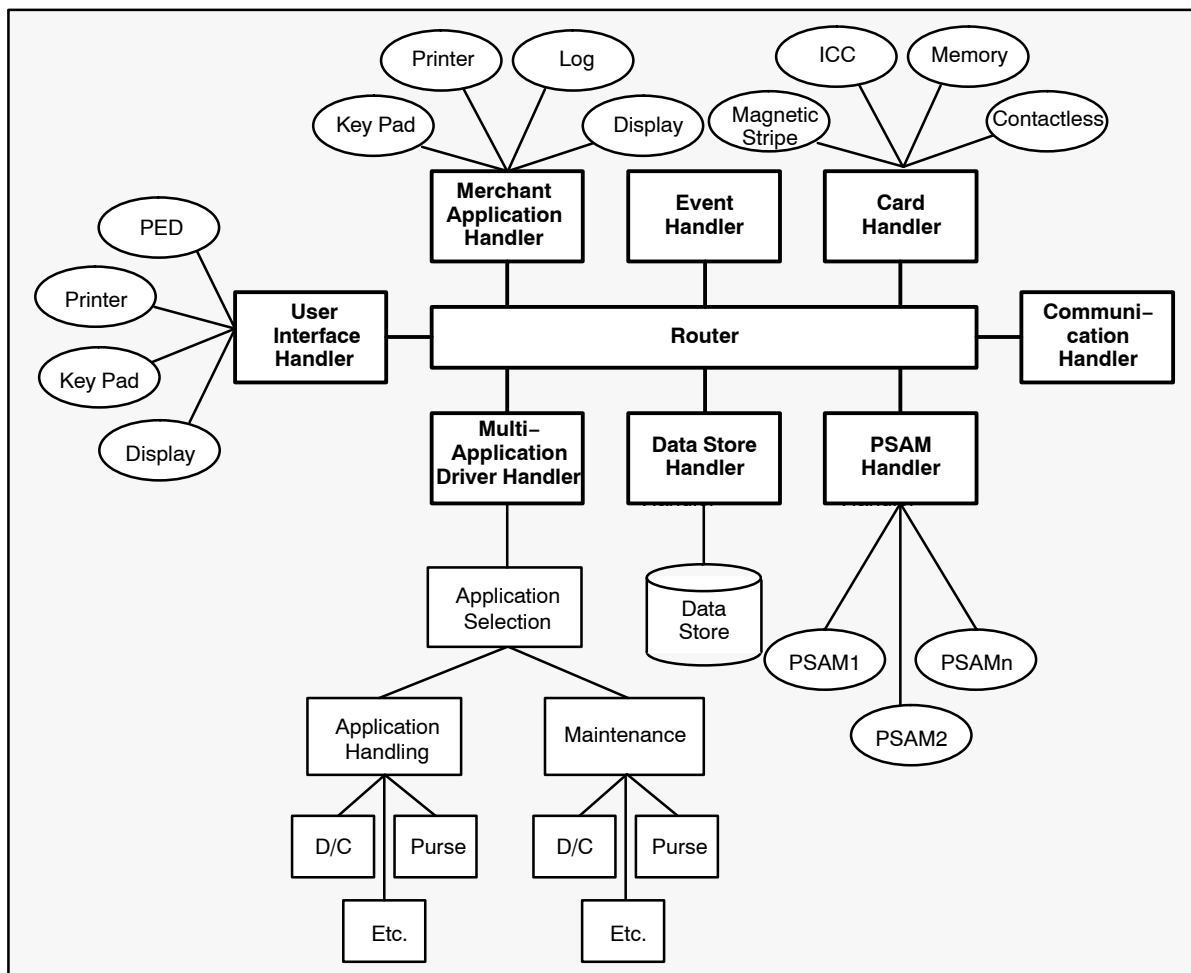 Printer
Log
Key Pad
Display
ICC
Memory
Magnetic
Stripe
Contactless
Merchant
Application
Handler
Event
Handler
Card
Handler
PED
Printer
Key Pad
Display
User
Interface
Handler
Router
Communi–
cation
Handler
Multi–
Application
Driver Handler
Data Store
Handler
PSAM
Handler
Application
Selection
Data
Store
PSAM1
PSAMn
PSAM2
Application
Handling
Maintenance
D/C
Purse
Etc.
D/C
Purse
Etc.